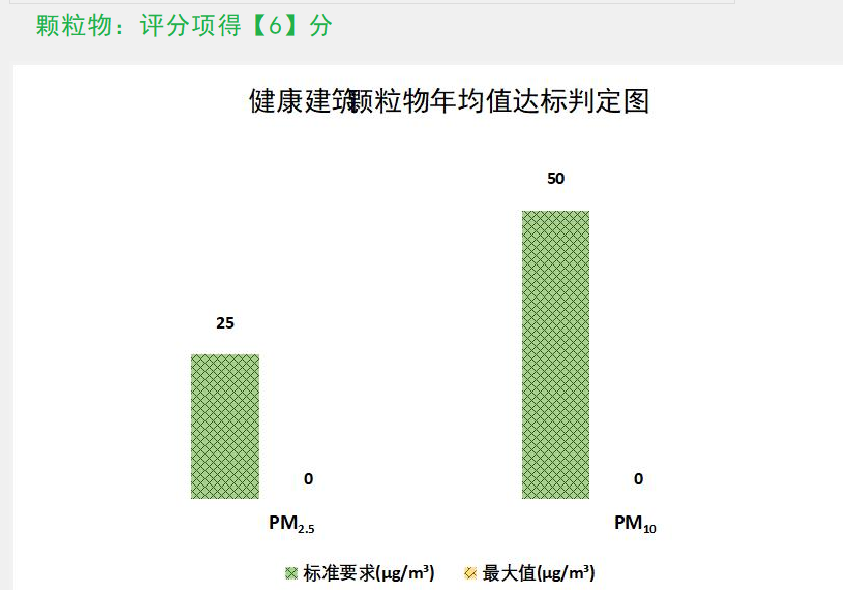 颗粒物：评分项得【6】分
健康建筑颗粒物年均值达标判定图
50
25
0
0
PM2.5
PM10
标准要求(μg/m³)
最大值(μg/m³)